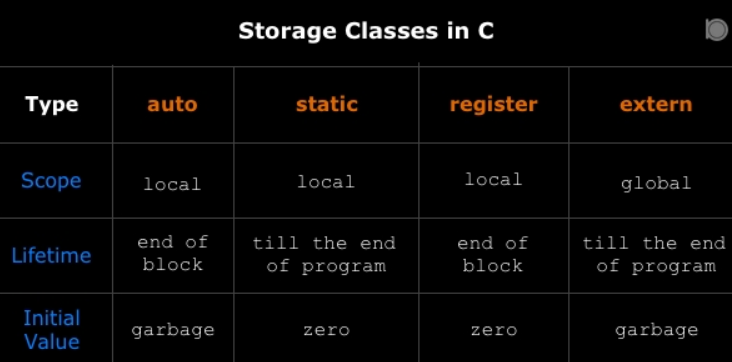 Storage Classes in C
Type auto static register extern
Scope local local local global
Lifetime end of block till the end of program end of block till the end of program
Initial Value garbage zero zero garbage